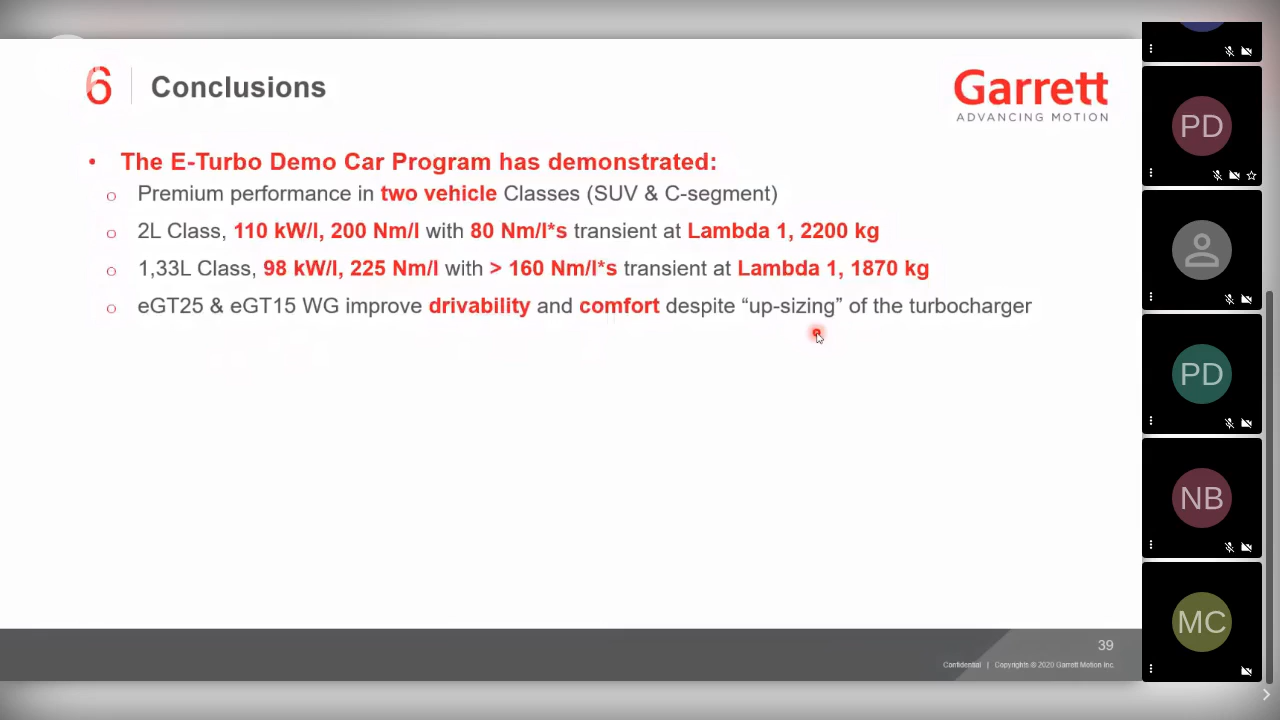 6
Conclusions
Garrett
ADVANCING MOTION
• The E-Turbo Demo Car Program has demonstrated:
o Premium performance in two vehicle Classes (SUV & C-segment)
o 2L Class, 110 kW/l, 200 Nm/l with 80 Nm/l*s transient at Lambda 1, 2200 kg
o 1,33L Class, 98 kW/l, 225 Nm/l with > 160 Nm/l*s transient at Lambda 1, 1870 kg
o eGT25 & eGT15 WG improve drivability and comfort despite “up-sizing” of the turbocharger
39
Confidential | Copyrights © 2020 Garrett Motion Inc.
PD
PD
NB
MC